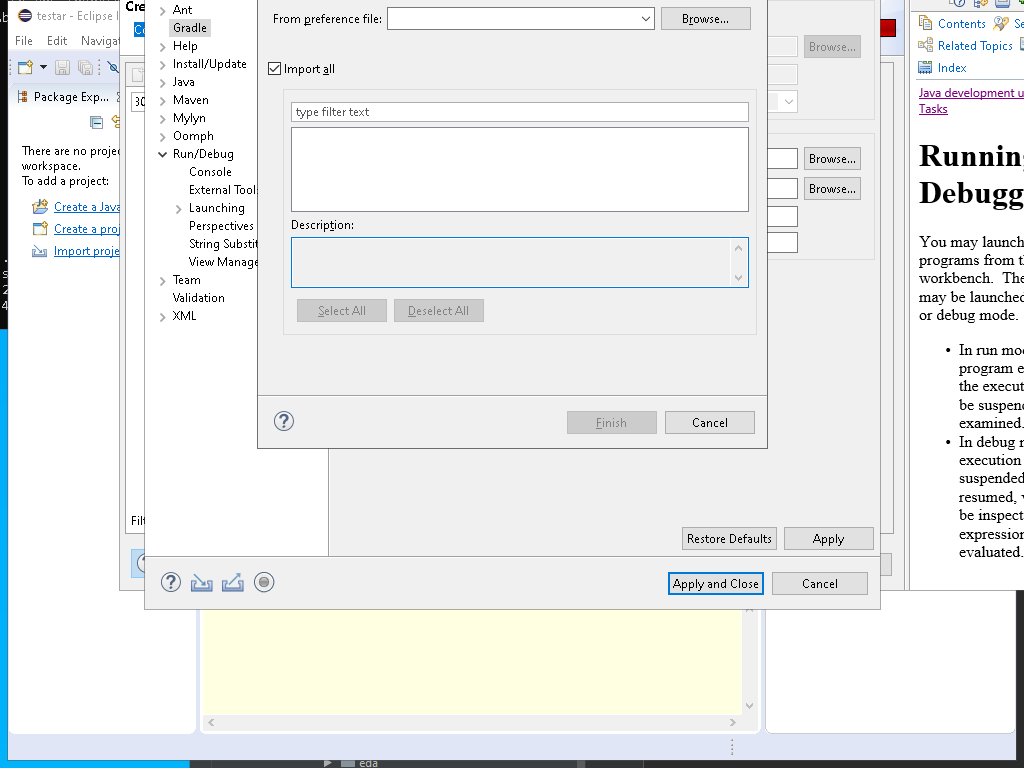 testar - Eclipse I
File Edit Navigat
Package Exp...
There are no projec
workspace.
To add a project:
Create a Java
Create a proj
Import proje
Cre
Co
30
Filt
Ant
Gradle
Help
Install/Update
Java
Maven
Mylyn
Oomph
Run/Debug
Console
External Tools
Launching
Perspectives
String Substit
View Manage
Team
Validation
XML
From preference file:
Browse...
Import all
type filter text
Description:
Select All
Deselect All
Finish
Cancel
Browse...
Browse...
Browse...
Restore Defaults
Apply
Apply and Close
Cancel
Contents
Se
Related Topics
Index
Java development u
Tasks
Running
Debugg
You may launch
programs from th
workbench. The
may be launched
or debug mode.
• In run mod
program e
the execut
be suspend
examined.
• In debug m
execution
suspended
resumed, v
be inspect
expression
evaluated.
eda